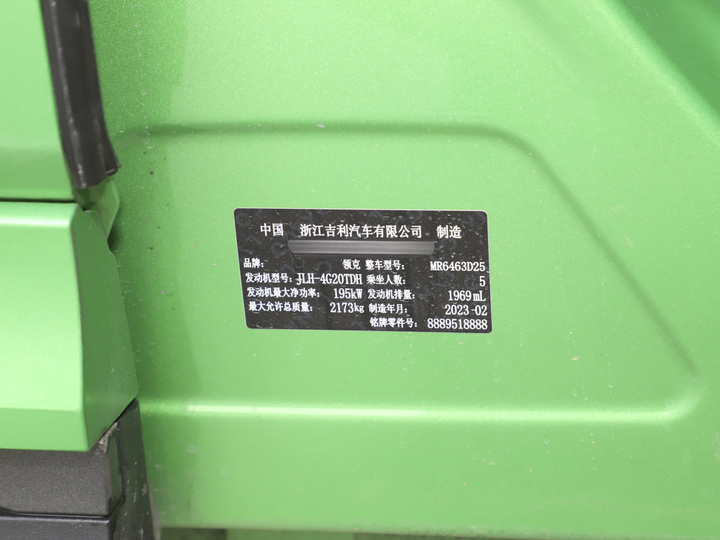 中国 浙江吉利汽车有限公司 制造
品牌: 领克 整车型号: MR6463D25
发动机型号: JLH-4G20TDH 乘坐人数: 5
发动机最大净功率: 195kW 发动机排量: 1969mL
最大允许总质量: 2173kg 制造年月: 2023-02
铭牌零件号: 8889518888